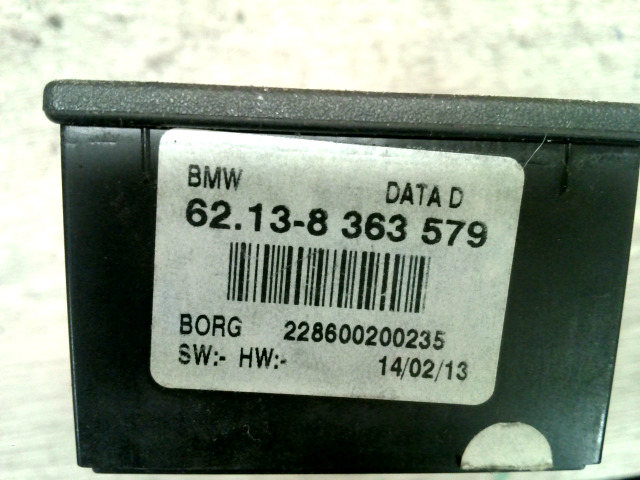 BMW DATA D
62.13-8 363 579
BORG 228600200235
SW:- HW:- 14/02/13